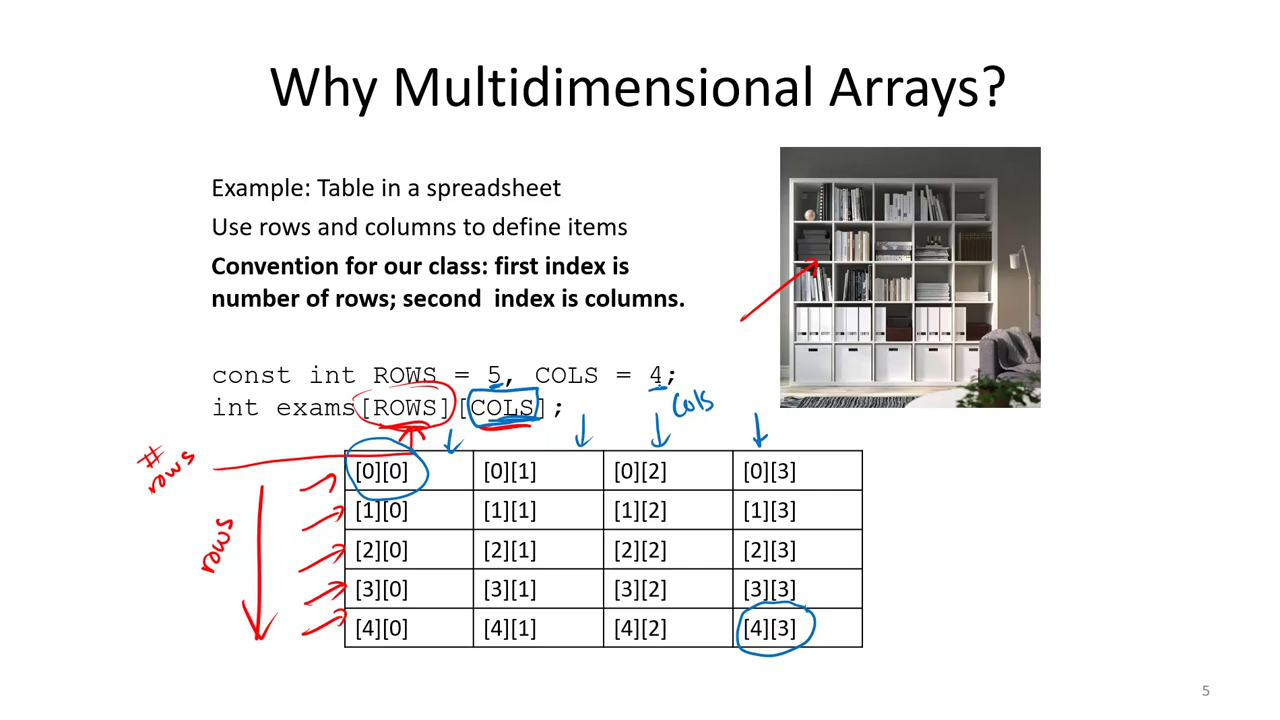 Why Multidimensional Arrays?
Example: Table in a spreadsheet
Use rows and columns to define items
Convention for our class: first index is
number of rows; second index is columns.
const int ROWS = 5, COLS = 4;
int exams[ROWS][COLS];
cols
# rows
rows
[0][0] [0][1] [0][2] [0][3]
[1][0] [1][1] [1][2] [1][3]
[2][0] [2][1] [2][2] [2][3]
[3][0] [3][1] [3][2] [3][3]
[4][0] [4][1] [4][2] [4][3]
5